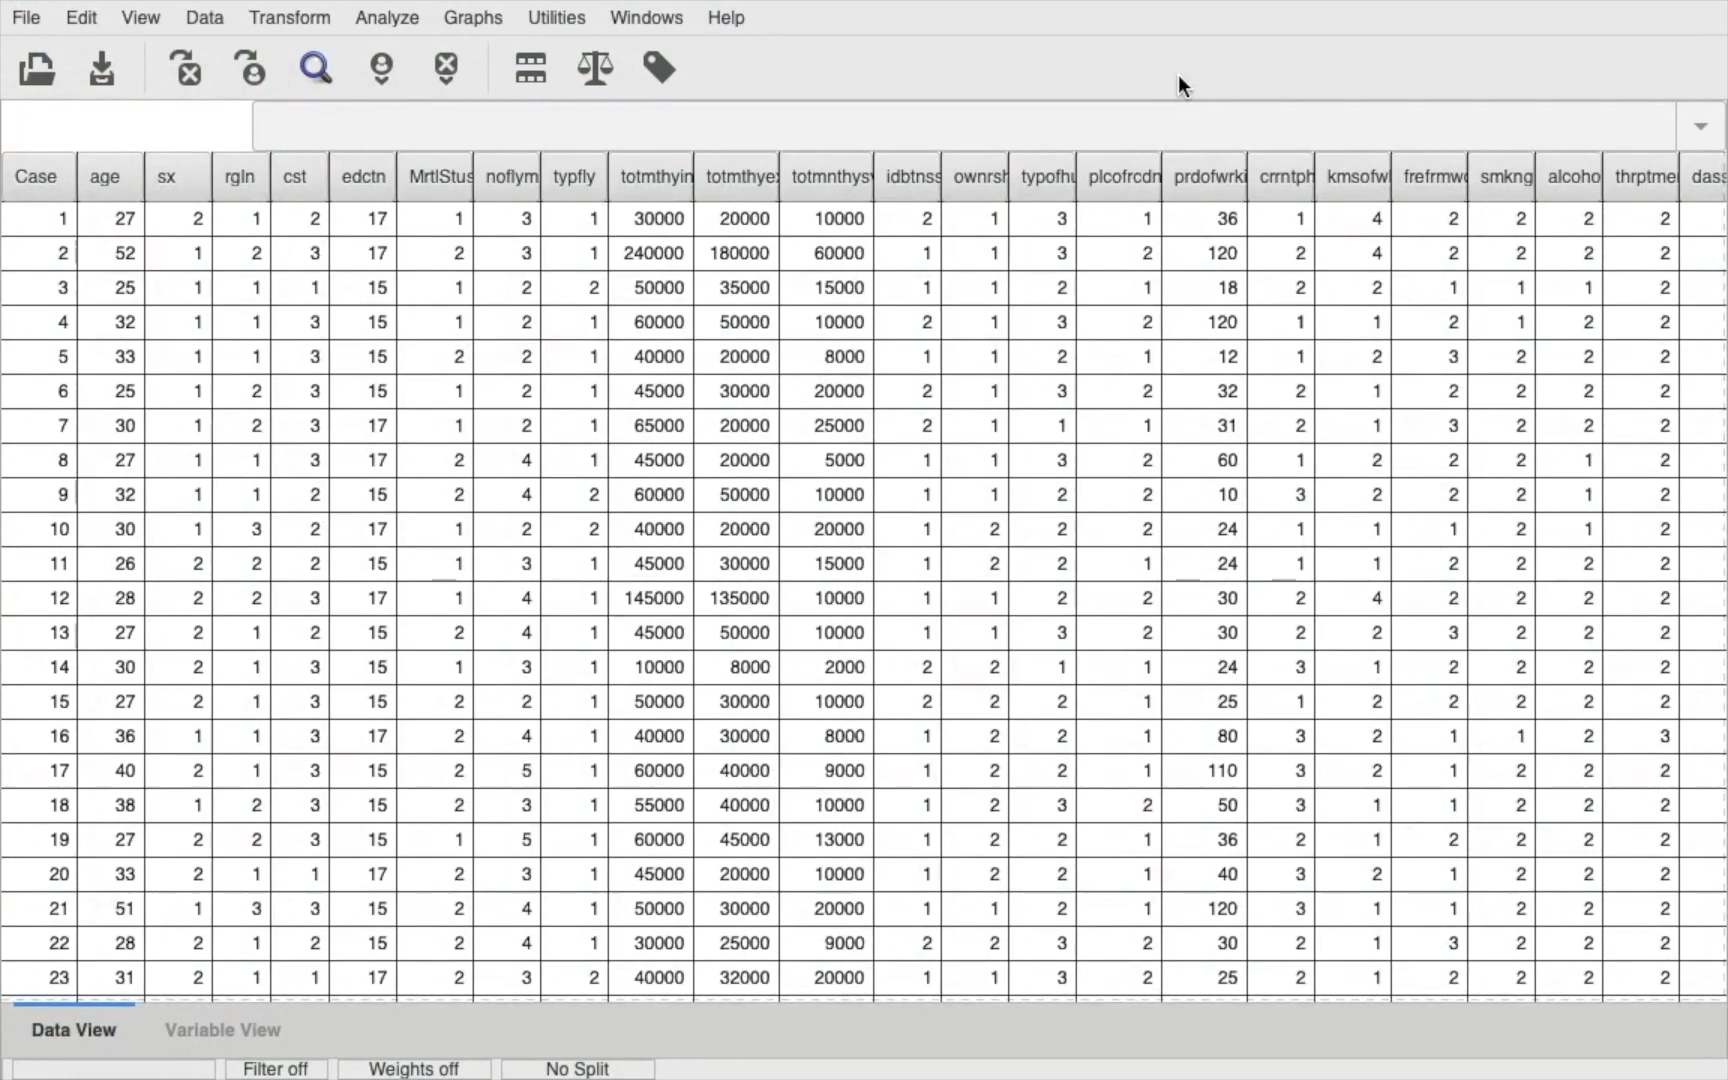 File Edit View Data Transform Analyze Graphs Utilities Windows Help
Case age sx rgln cst edctn MrtlStus noflym typfly totmthyin totmthyex totmnthysv idbtnss ownrsh typofhu plcofrcdn prdofwrki crrntph kmsofwl frefrmwo smkng alcoho thrptme dass
1 27 2 1 2 17 1 3 1 30000 20000 10000 2 1 3 1 36 1 4 2 2 2 2
2 52 1 2 3 17 2 3 1 240000 180000 60000 1 1 3 2 120 2 4 2 2 2 2
3 25 1 1 1 15 1 2 2 50000 35000 15000 1 1 2 1 18 2 2 1 1 1 2
4 32 1 1 3 15 1 2 1 60000 50000 10000 2 1 3 2 120 1 1 2 1 2 2
5 33 1 1 3 15 2 2 1 40000 20000 8000 1 1 2 1 12 1 2 3 2 2 2
6 25 1 2 3 15 1 2 1 45000 30000 20000 2 1 3 2 32 2 1 2 2 2 2
7 30 1 2 3 17 1 2 1 65000 20000 25000 2 1 1 1 31 2 1 3 2 2 2
8 27 1 1 3 17 2 4 1 45000 20000 5000 1 1 3 2 60 1 2 2 2 1 2
9 32 1 1 2 15 2 4 2 60000 50000 10000 1 1 2 2 10 3 2 2 2 1 2
10 30 1 3 2 17 1 2 2 40000 20000 20000 1 2 2 2 24 1 1 1 2 1 2
11 26 2 2 2 15 1 3 1 45000 30000 15000 1 2 2 1 24 1 1 2 2 2 2
12 28 2 2 3 17 1 4 1 145000 135000 10000 1 1 2 2 30 2 4 2 2 2 2
13 27 2 1 2 15 2 4 1 45000 50000 10000 1 1 3 2 30 2 2 3 2 2 2
14 30 2 1 3 15 1 3 1 10000 8000 2000 2 2 1 1 24 3 1 2 2 2 2
15 27 2 1 3 15 2 2 1 50000 30000 10000 2 2 2 1 25 1 2 2 2 2 2
16 36 1 1 3 17 2 4 1 40000 30000 8000 1 2 2 1 80 3 2 1 1 2 3
17 40 2 1 3 15 2 5 1 60000 40000 9000 1 2 2 1 110 3 2 1 2 2 2
18 38 1 2 3 15 2 3 1 55000 40000 10000 1 2 3 2 50 3 1 1 2 2 2
19 27 2 2 3 15 1 5 1 60000 45000 13000 1 2 2 1 36 2 1 2 2 2 2
20 33 2 1 1 17 2 3 1 45000 20000 10000 1 2 2 1 40 3 2 1 2 2 2
21 51 1 3 3 15 2 4 1 50000 30000 20000 1 1 2 1 120 3 1 1 2 2 2
22 28 2 1 2 15 2 4 1 30000 25000 9000 2 2 3 2 30 2 1 3 2 2 2
23 31 2 1 1 17 2 3 2 40000 32000 20000 1 1 3 2 25 2 1 2 2 2 2
Data View Variable View
Filter off Weights off No Split